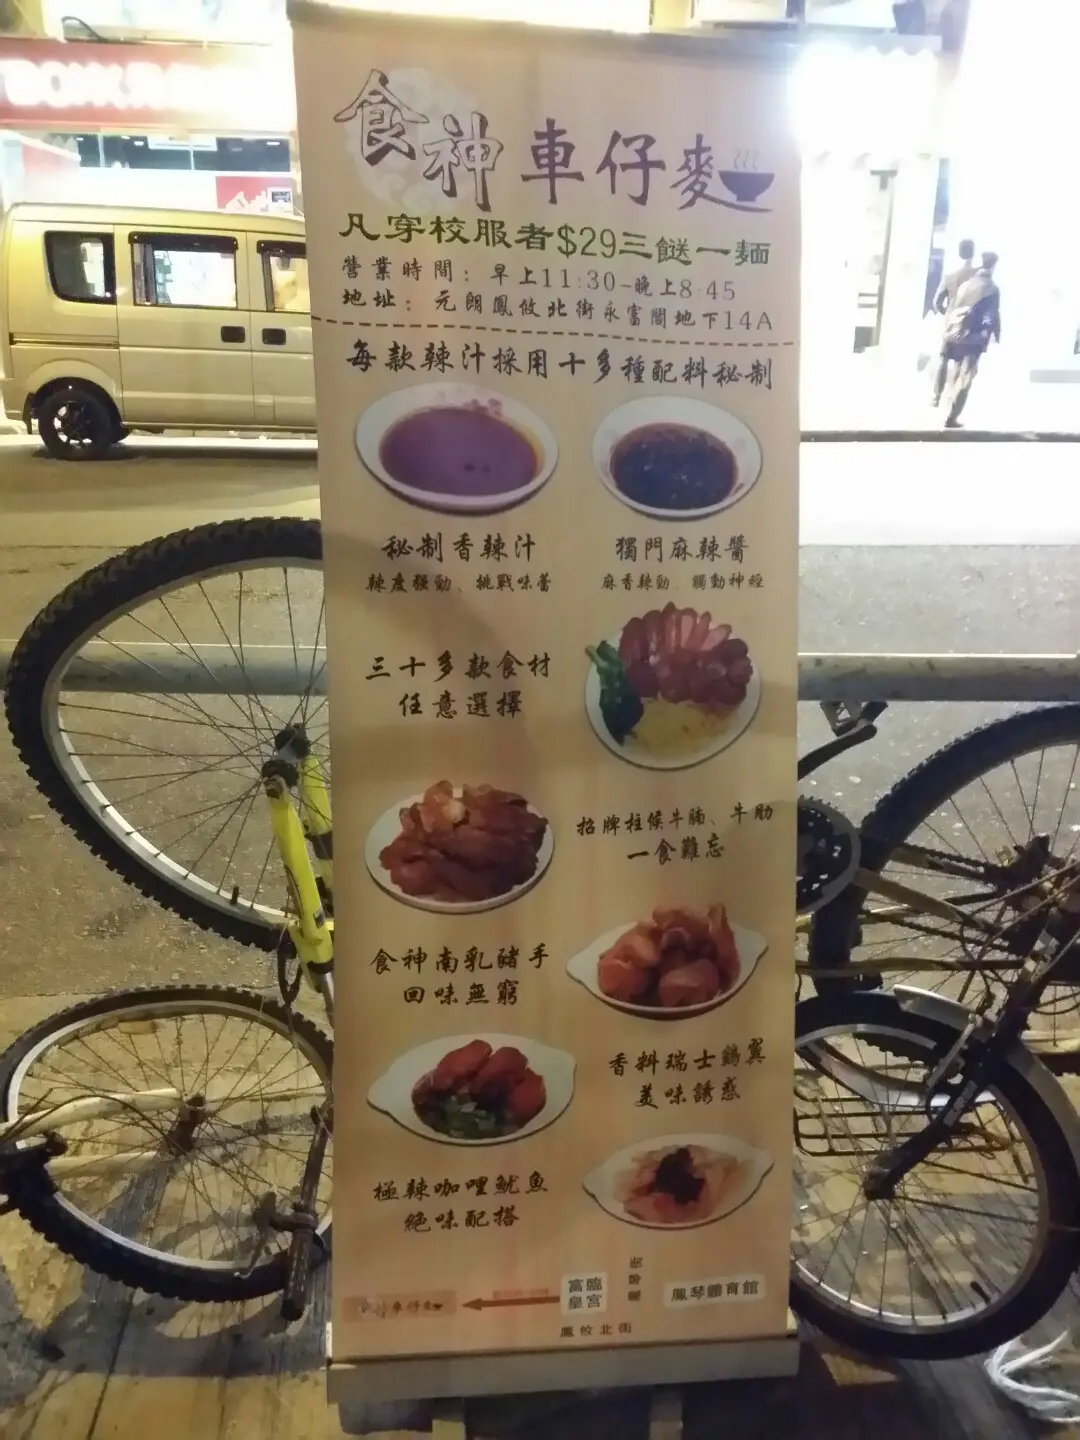 食神車仔麵
凡穿校服者$29三餸一麵
營業時間：早上11:30-晚上8:45
地址：元朗鳳攸北街永富閣地下14A
每款辣汁採用十多種配料秘制
秘制香辣汁
辣度强勁、挑戰味蕾
獨門麻辣醬
麻香辣勁、觸動神經
三十多款食材
任意選擇
招牌柱候牛腩、牛肋
一食難忘
食神南乳豬手
回味無窮
香料瑞士鷄翼
美味誘惑
極辣咖哩魷魚
絕味配搭
車仔麵
富臨
皇宮
鳳琴體育館
鳳攸北街